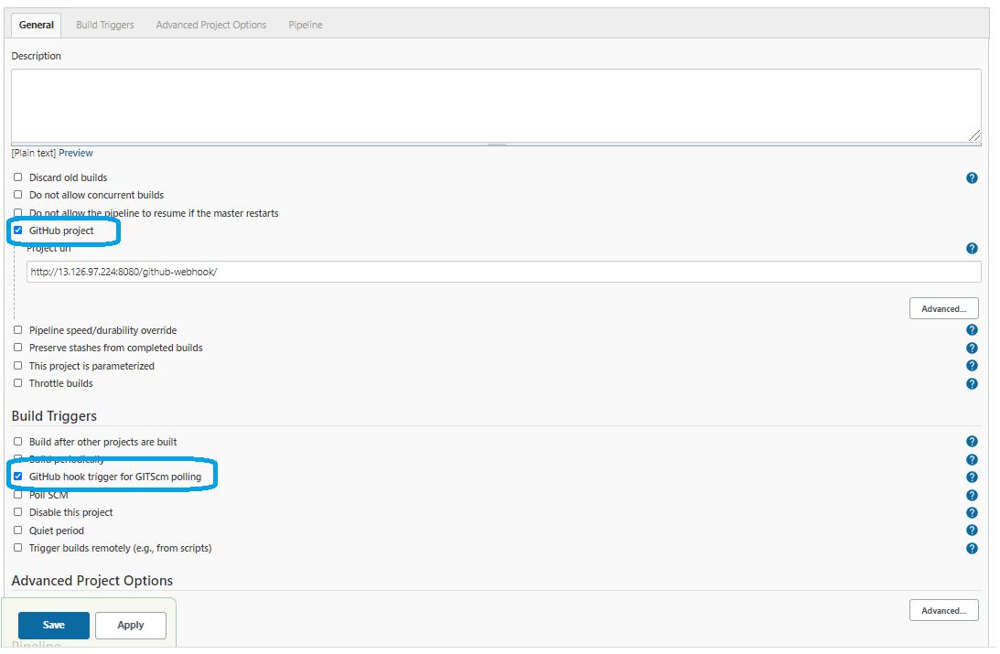 General Build Triggers Advanced Project Options Pipeline
Description
[Plain text] Preview
Discard old builds
Do not allow concurrent builds
Do not allow the pipeline to resume if the master restarts
GitHub project
Project url
http://13.126.97.224:8080/github-webhook/
Advanced...
Pipeline speed/durability override
Preserve stashes from completed builds
This project is parameterized
Throttle builds
Build Triggers
Build after other projects are built
Build periodically
GitHub hook trigger for GITScm polling
Poll SCM
Disable this project
Quiet period
Trigger builds remotely (e.g., from scripts)
Advanced Project Options
Advanced...
Save Apply
Pipeline